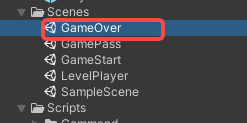 Scenes
GameOver
GamePass
GameStart
LevelPlayer
SampleScene
Scripts
Command